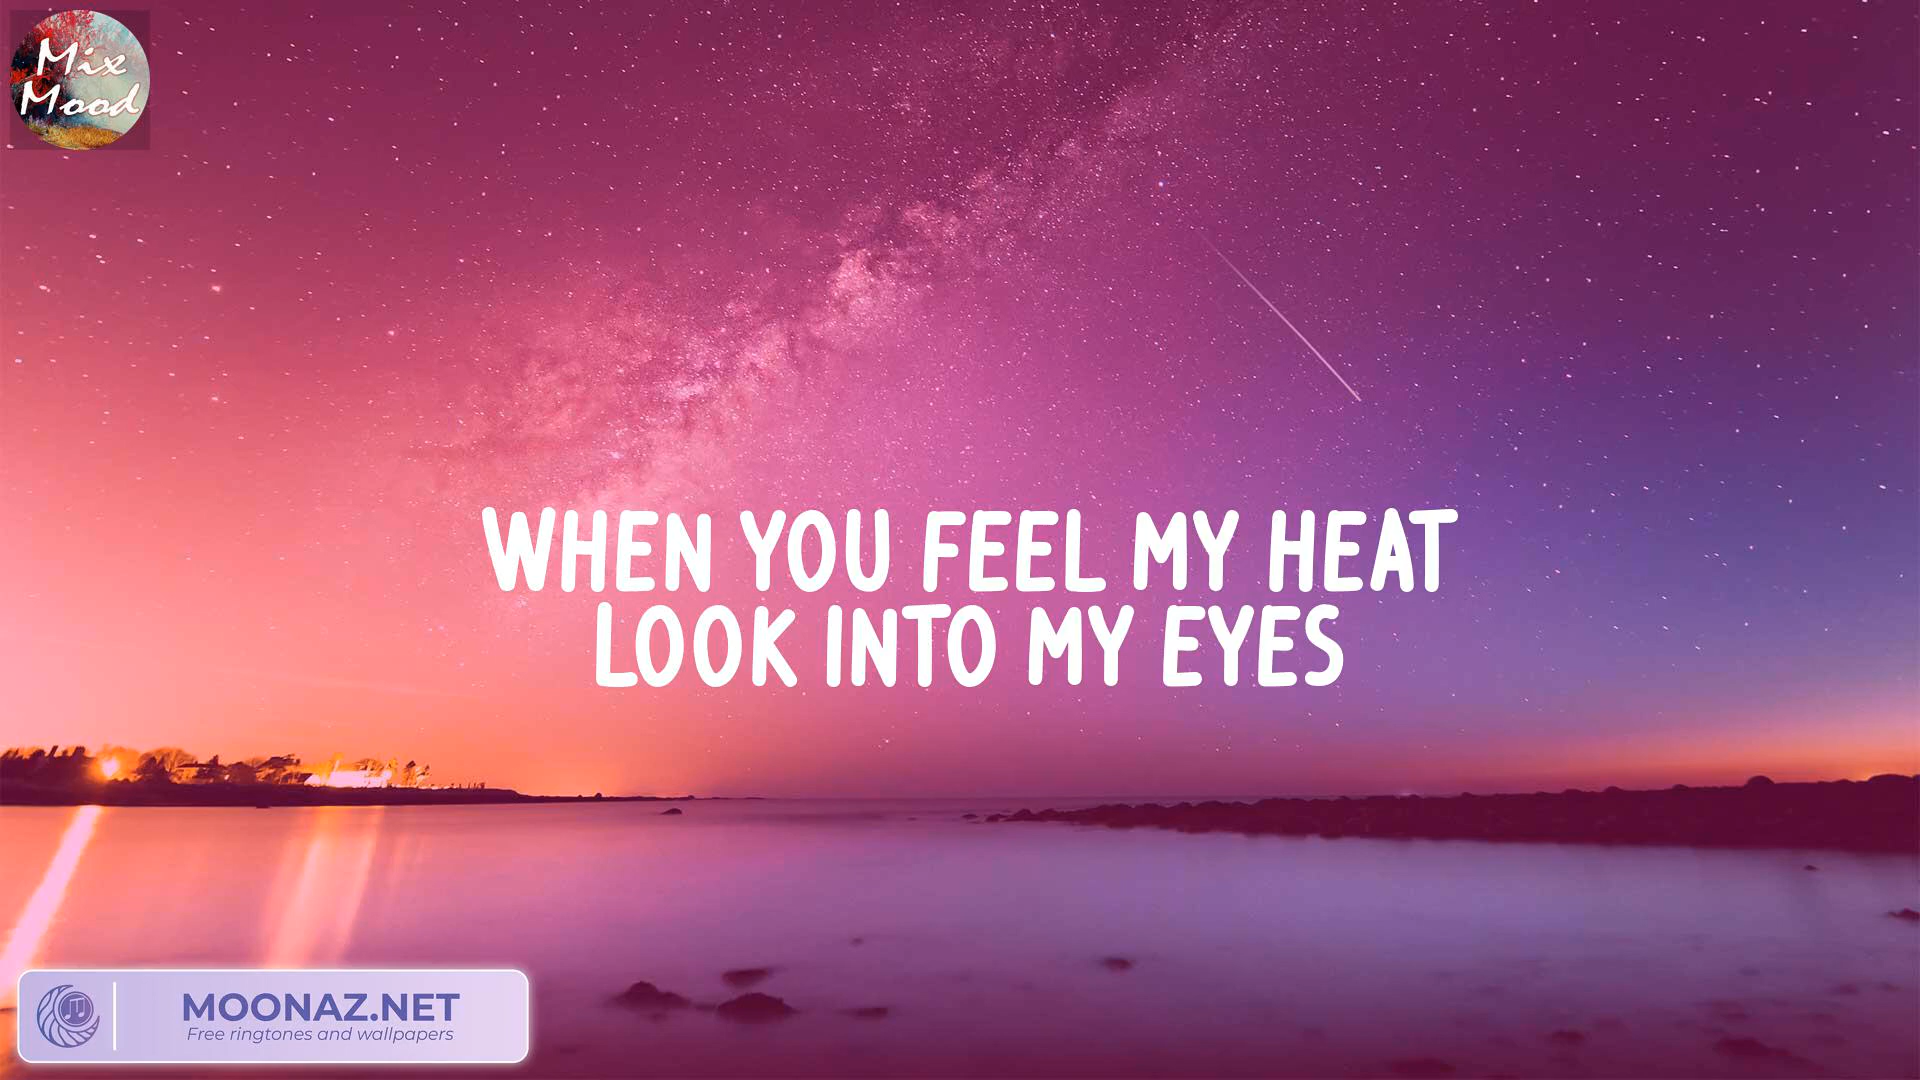 Mix
Mood
WHEN YOU FEEL MY HEAT
LOOK INTO MY EYES
MOONAZ.NET
Free ringtones and wallpapers